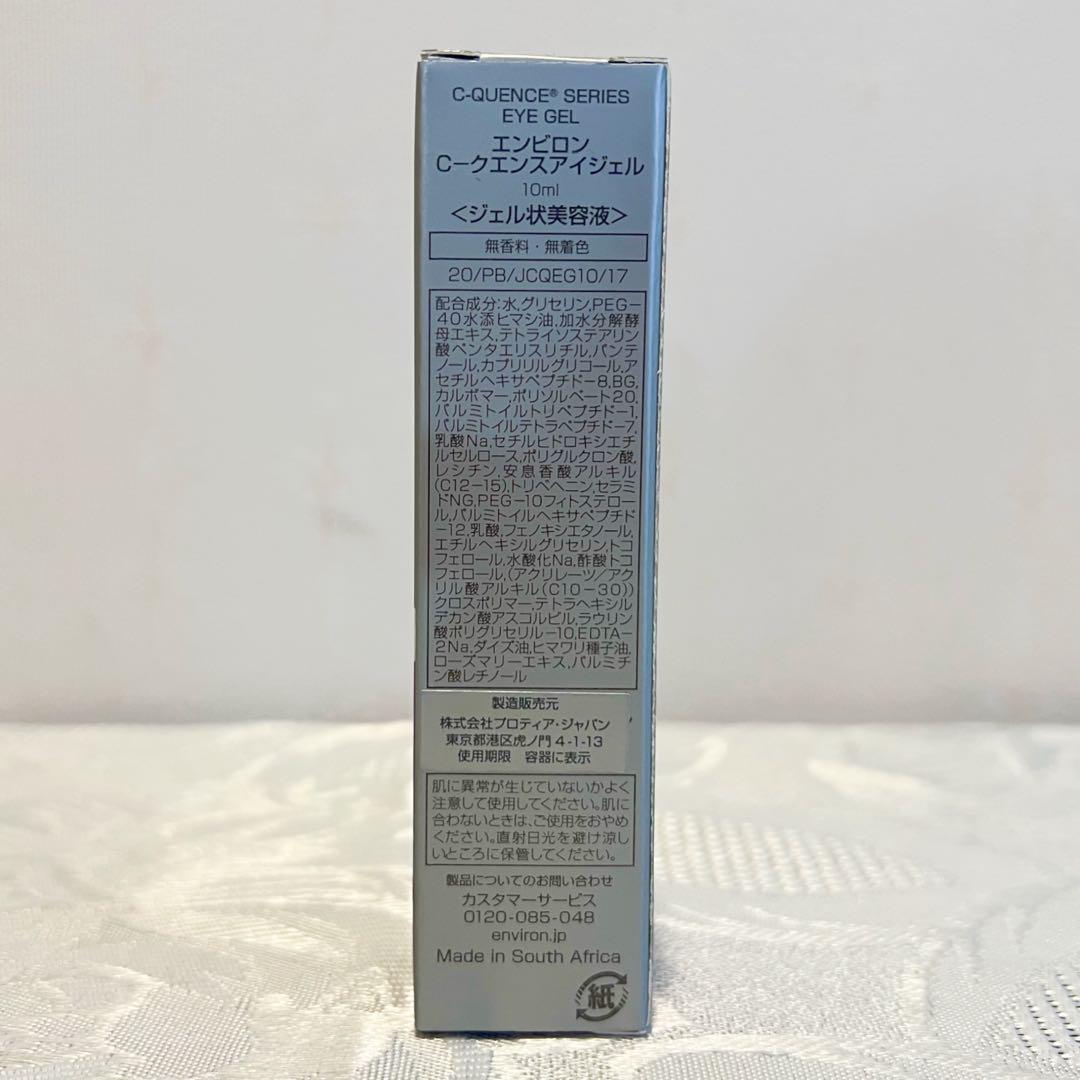 C-QUENCE® SERIES
EYE GEL
エンビロン
C-クエンスアイジェル
10ml
<ジェル状美容液>
無香料・無着色
20/PB/JCQEG10/17
配合成分:水,グリセリン,PEG-
40水添ヒマシ油,加水分解酵
母エキス,テトライソステアリン
酸ペンタエリスリチル,パンテ
ノール,カプリリルグリコール,ア
セチルヘキサペプチド-8,BG,
カルボマー,ポリソルベート20,
パルミトイルトリペプチド-1,
パルミトイルテトラペプチド-7,
乳酸Na,セチルヒドロキシエチ
ルセルロース,ポリグルクロン酸,
レシチン,安息香酸アルキル
(C12-15),トリベヘニン,セラミ
ドNG,PEG-10フィトステロー
ル,パルミトイルヘキサペプチド
-12,乳酸,フェノキシエタノール,
エチルヘキシルグリセリン,トコ
フェロール,水酸化Na,酢酸トコ
フェロール,(アクリレーツ/アク
リル酸アルキル(C10-30))
クロスポリマー,テトラヘキシル
デカン酸アスコルビル,ラウリン
酸ポリグリセリル-10,EDTA-
2Na,ダイズ油,ヒマワリ種子油,
ローズマリーエキス,パルミチ
ン酸レチノール
製造販売元
株式会社プロティア・ジャパン
東京都港区虎ノ門4-1-13
使用期限 容器に表示
肌に異常が生じていないかよく
注意して使用してください。肌に
合わないときは、ご使用をおやめ
ください。直射日光を避け涼し
いところに保管してください。
製品についてのお問い合わせ
カスタマーサービス
0120-085-048
environ.jp
Made in South Africa
紙